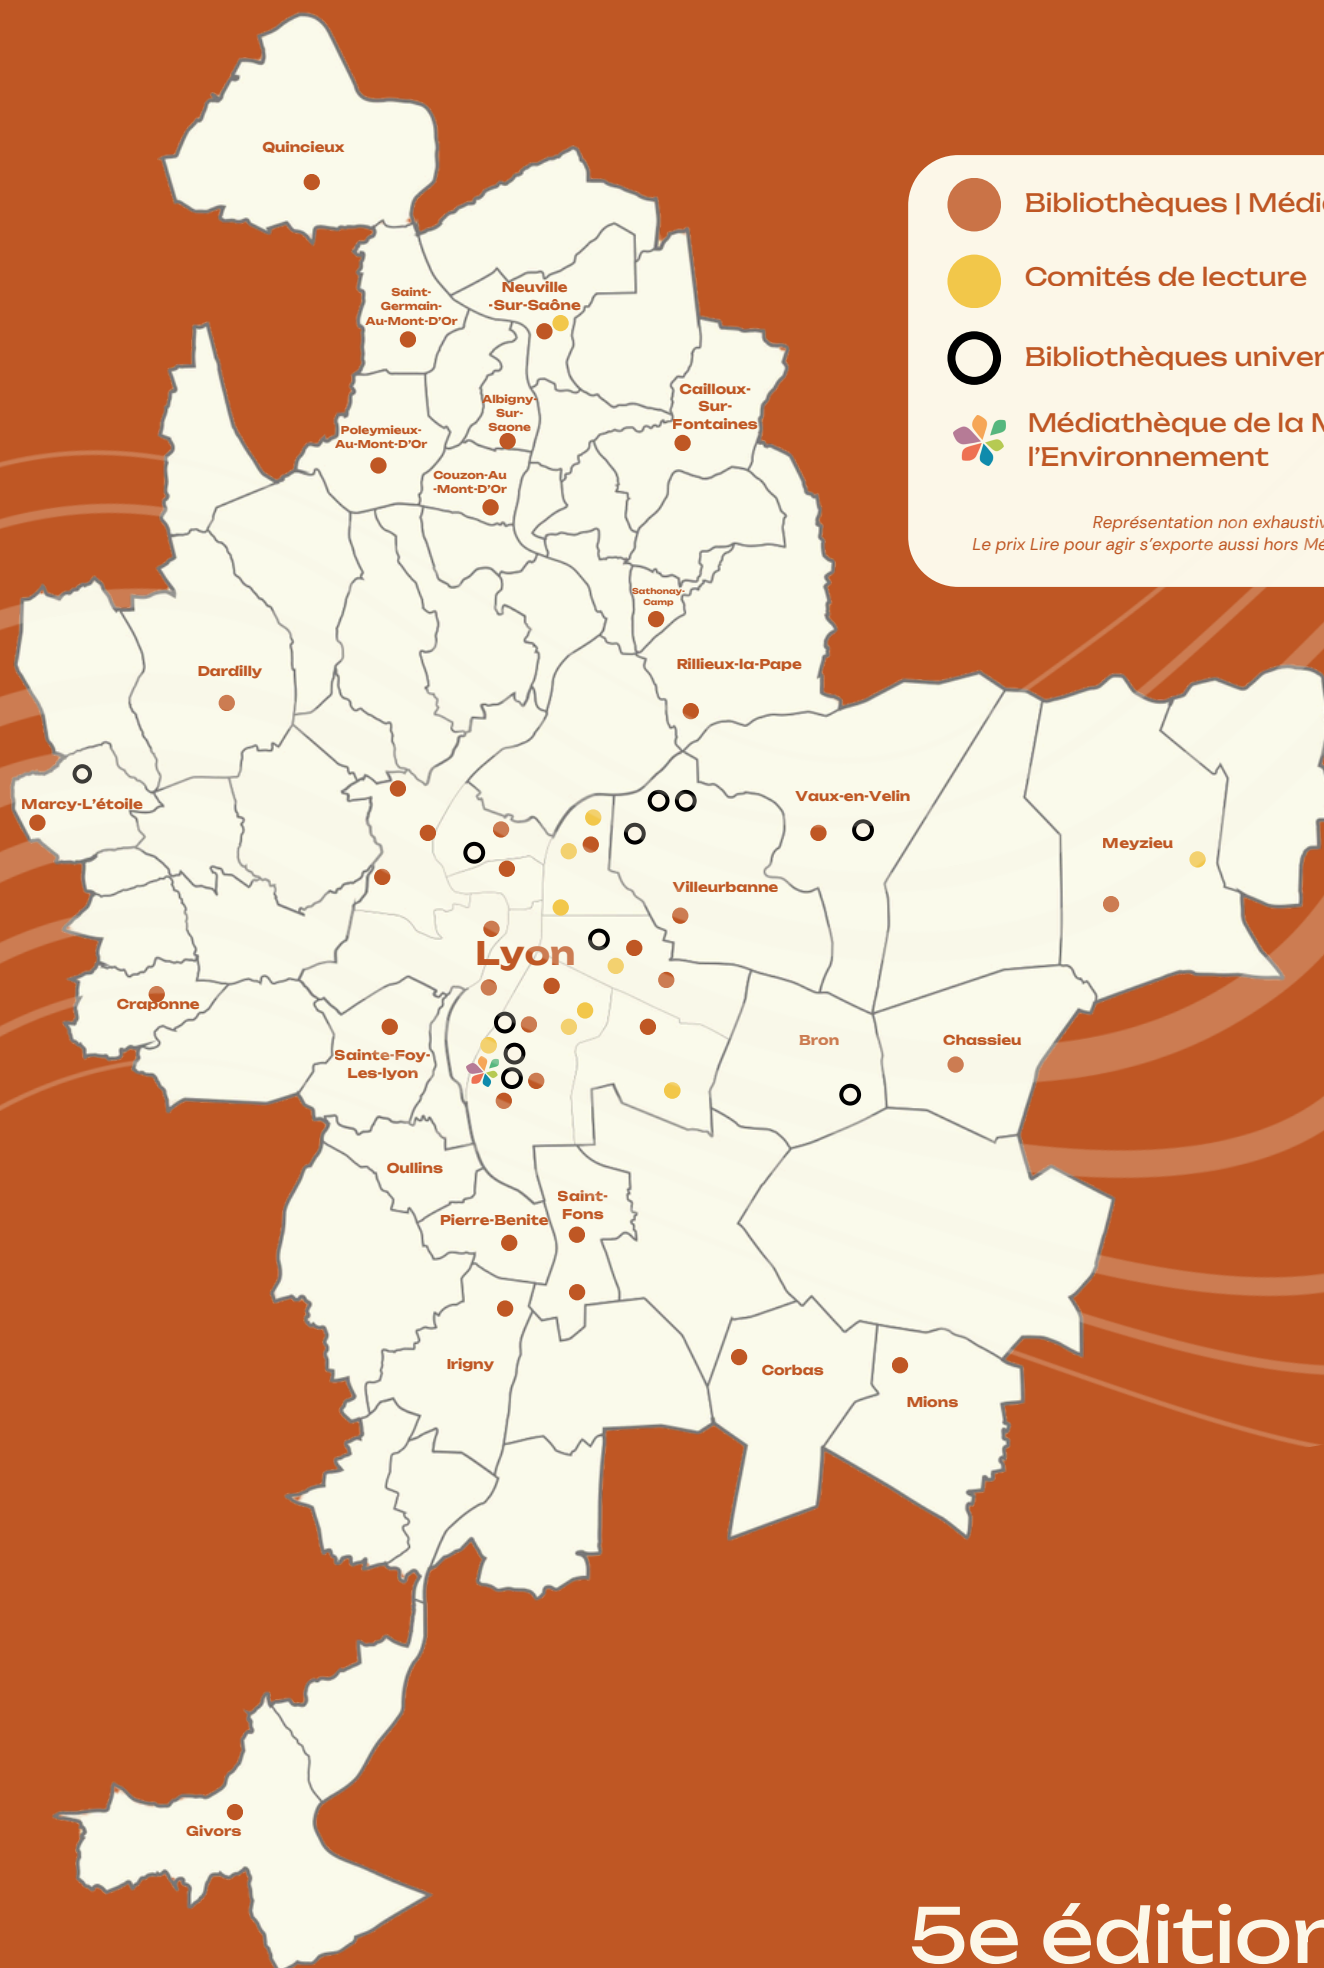 Quincieux
Bibliothèques | Médi
Comités de lecture
Bibliothèques univer
Médiathèque de la M
l'Environnement
Représentation non exhaustiv
Le prix Lire pour agir s'exporte aussi hors Mé
Saint-
Germain-
Au-Mont-D'Or
Neuville
-Sur-Saône
Cailloux-
Sur-
Fontaines
Albigny-
Sur-
Saone
Poleymieux-
Au-Mont-D'Or
Couzon-Au
-Mont-D'Or
Sathonay-
Camp
Rillieux-la-Pape
Dardilly
Marcy-L'étoile
Vaux-en-Velin
Meyzieu
Villeurbanne
Lyon
Craponne
Sainte-Foy-
Les-lyon
Bron
Chassieu
Oullins
Pierre-Benite
Saint-
Fons
Irigny
Corbas
Mions
Givors
5e édition